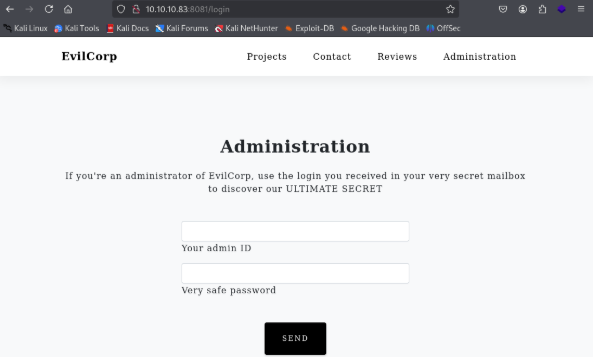 10.10.10.83:8081/login
Kali Linux Kali Tools Kali Docs Kali Forums Kali NetHunter Exploit-DB Google Hacking DB OffSec
EvilCorp Projects Contact Reviews Administration
Administration
If you're an administrator of EvilCorp, use the login you received in your very secret mailbox
to discover our ULTIMATE SECRET
Your admin ID
Very safe password
SEND